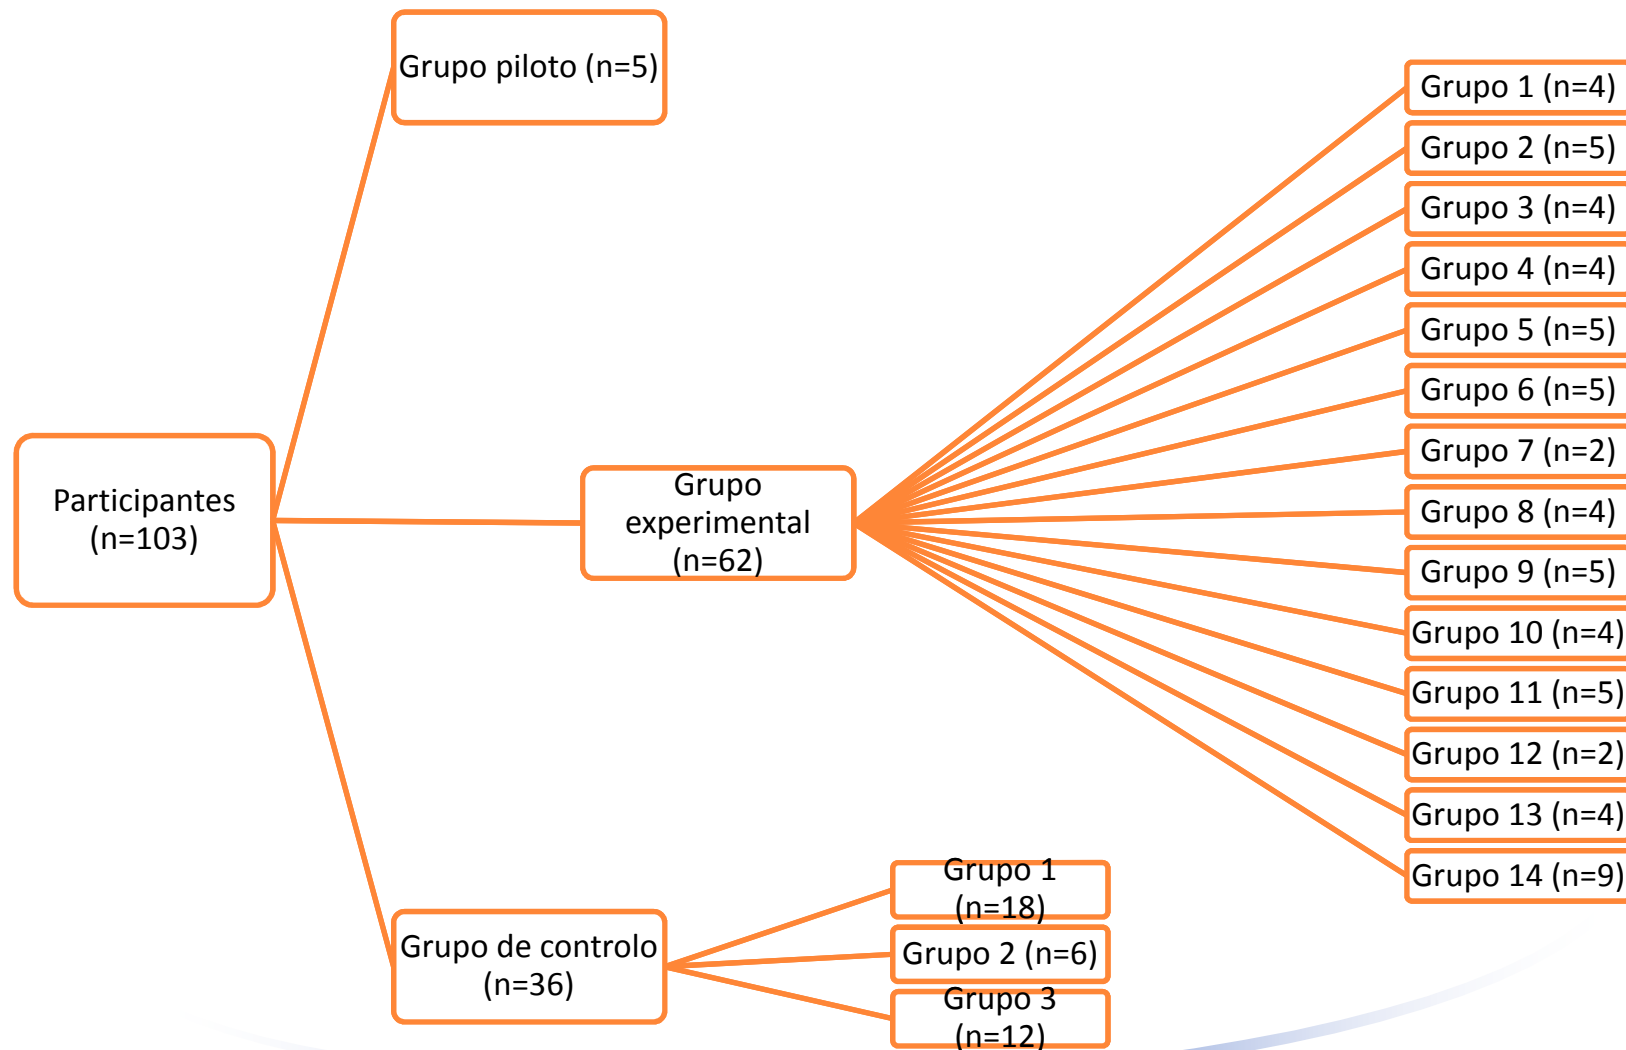 Participantes
(n=103)
Grupo piloto (n=5)
Grupo
experimental
(n=62)
Grupo 1 (n=4)
Grupo 2 (n=5)
Grupo 3 (n=4)
Grupo 4 (n=4)
Grupo 5 (n=5)
Grupo 6 (n=5)
Grupo 7 (n=2)
Grupo 8 (n=4)
Grupo 9 (n=5)
Grupo 10 (n=4)
Grupo 11 (n=5)
Grupo 12 (n=2)
Grupo 13 (n=4)
Grupo 14 (n=9)
Grupo de controlo
(n=36)
Grupo 1
(n=18)
Grupo 2 (n=6)
Grupo 3
(n=12)